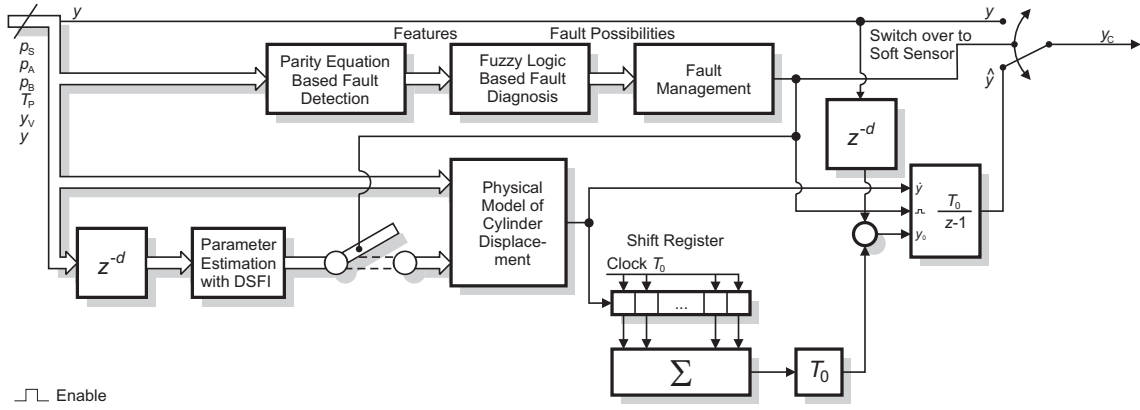 y
p_S
p_A
p_B
T_P
y_V
y
Features
Fault Possibilities
Parity Equation
Based Fault
Detection
Fuzzy Logic
Based Fault
Diagnosis
Fault
Management
Switch over to
Soft Sensor
y
ŷ
y_C
z^{-d}
Physical
Model of
Cylinder
Displace-
ment
ẏ
y_0
T_0
z-1
z^{-d}
Parameter
Estimation
with DSFI
Shift Register
Clock T_0
...
Σ
T_0
Enable